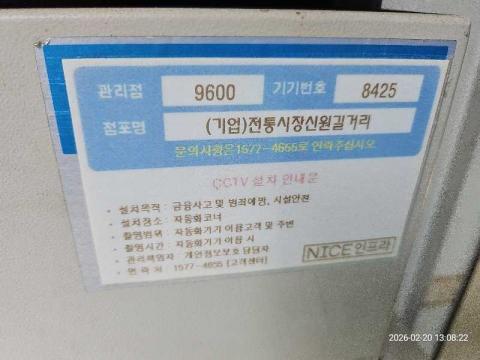 관리점 9600 기기번호 8425
점포명 (기업)전통시장신원길거리
문의사항은1577-4655로 연락주십시오
CCTV 설치 안내문
· 설치목적 : 금융사고 및 범죄예방, 시설안전
· 설치장소 : 자동화코너
· 촬영범위 : 자동화기기 이용고객 및 주변
· 촬영시간 : 자동화기기 이용 시
· 관리책임자 : 개인정보보호 담당자
· 연 락 처 : 1577-4655 [고객센터]
NICE인프라
2026-02-20 13:08:22